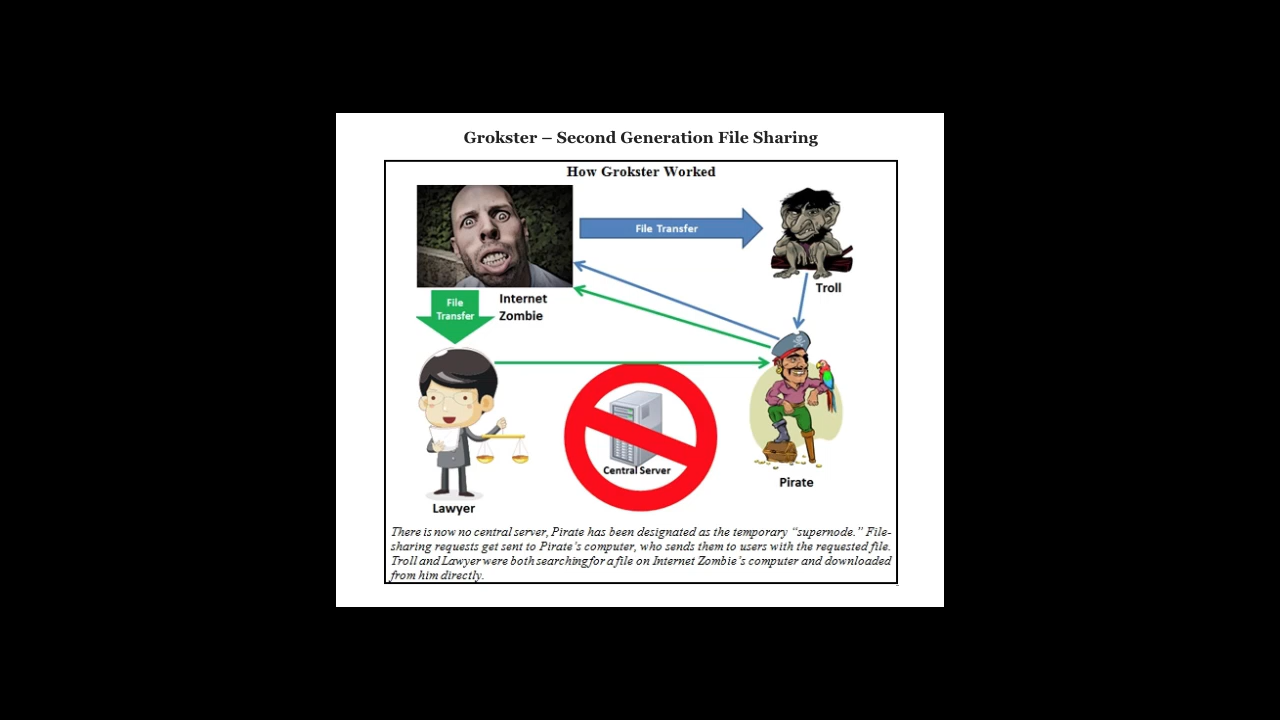 Grokster – Second Generation File Sharing
How Grokster Worked
File Transfer
Troll
File
Transfer
Internet
Zombie
Central Server
Pirate
Lawyer
There is now no central server, Pirate has been designated as the temporary “supernode.” File-
sharing requests get sent to Pirate’s computer, who sends them to users with the requested file.
Troll and Lawyer were both searching for a file on Internet Zombie’s computer and downloaded
from him directly.